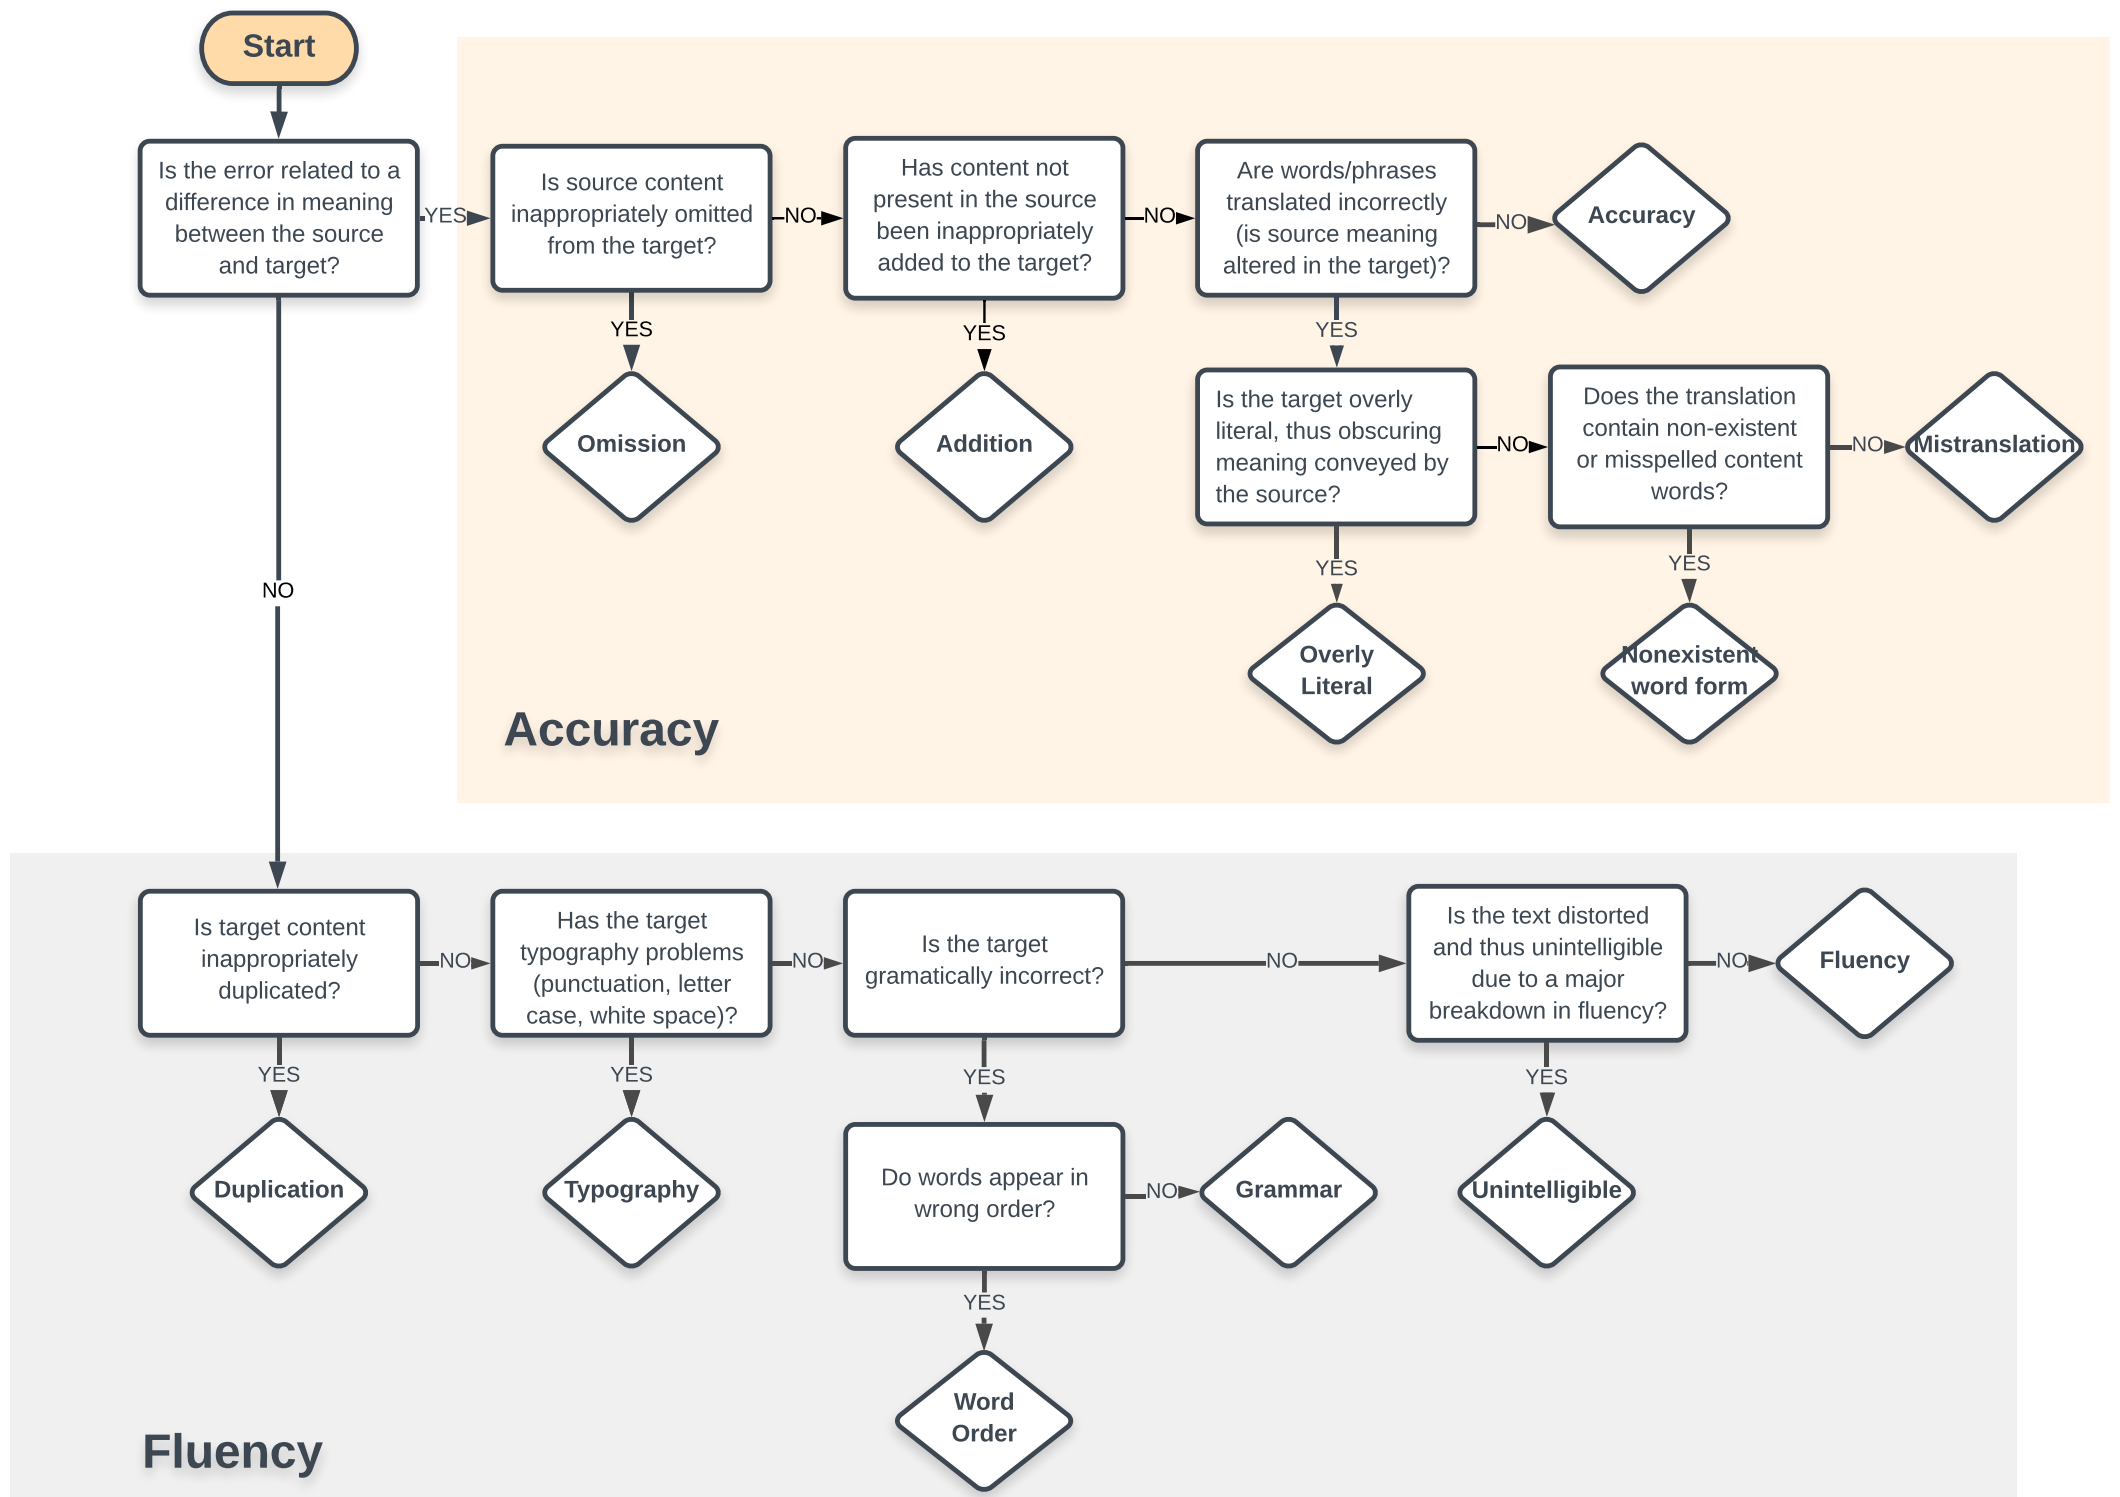 Start
Is the error related to a
difference in meaning
between the source
and target?
YES
Is source content
inappropriately omitted
from the target?
NO
Has content not
present in the source
been inappropriately
added to the target?
NO
Are words/phrases
translated incorrectly
(is source meaning
altered in the target)?
NO
Accuracy
YES
Omission
YES
Addition
YES
Is the target overly
literal, thus obscuring
meaning conveyed by
the source?
NO
Does the translation
contain non-existent
or misspelled content
words?
NO
Mistranslation
YES
Overly
Literal
YES
Nonexistent
word form
Accuracy
NO
Is target content
inappropriately
duplicated?
NO
Has the target
typography problems
(punctuation, letter
case, white space)?
NO
Is the target
gramatically incorrect?
NO
Is the text distorted
and thus unintelligible
due to a major
breakdown in fluency?
NO
Fluency
YES
Duplication
YES
Typography
YES
Do words appear in
wrong order?
NO
Grammar
YES
Unintelligible
YES
Word
Order
Fluency